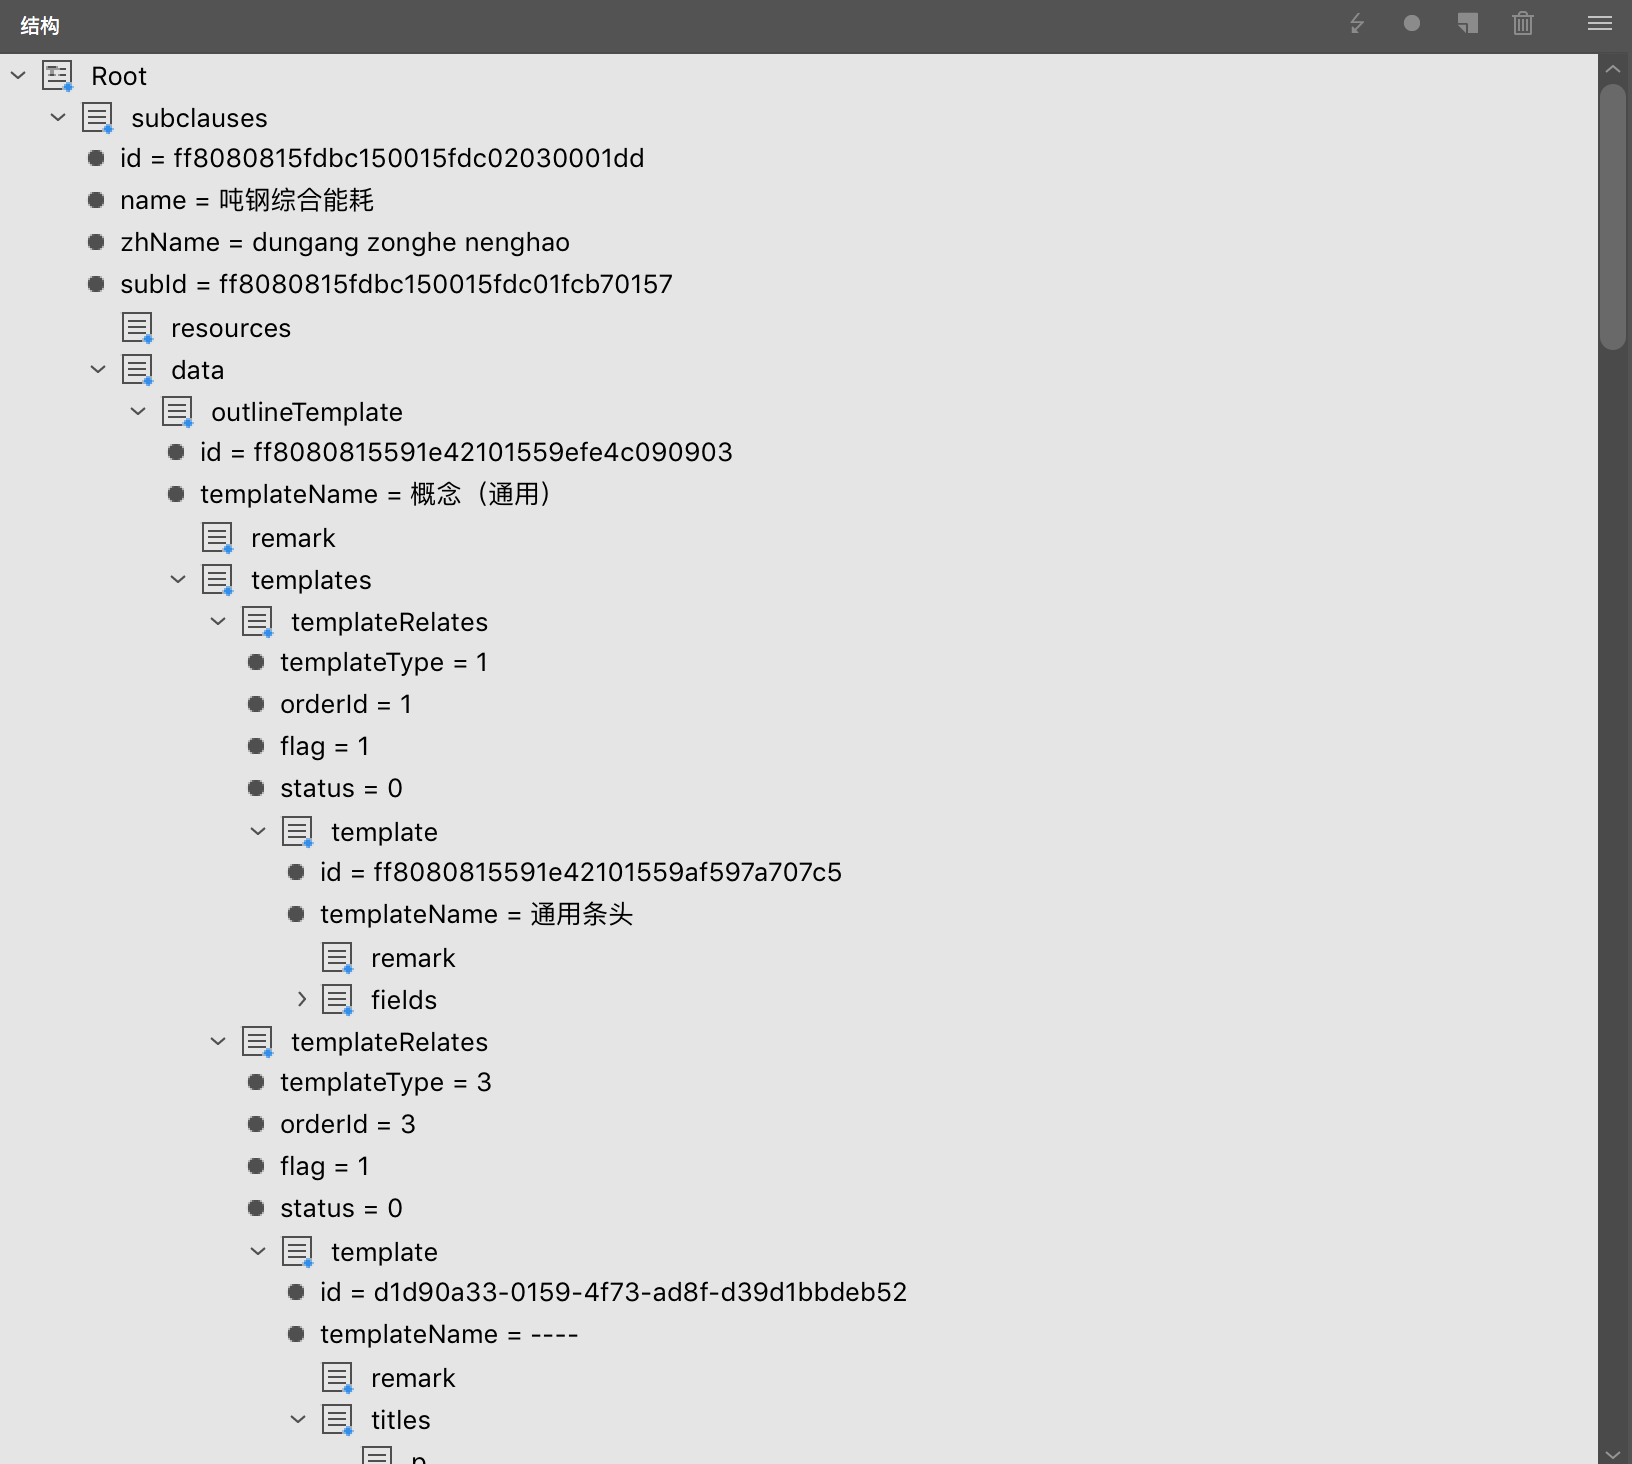 结构
Root
subclauses
id = ff8080815fdbc150015fdc02030001dd
name = 吨钢综合能耗
zhName = dungang zonghe nenghao
subId = ff8080815fdbc150015fdc01fcb70157
resources
data
outlineTemplate
id = ff8080815591e42101559efe4c090903
templateName = 概念（通用）
remark
templates
templateRelates
templateType = 1
orderId = 1
flag = 1
status = 0
template
id = ff8080815591e42101559af597a707c5
templateName = 通用条头
remark
fields
templateRelates
templateType = 3
orderId = 3
flag = 1
status = 0
template
id = d1d90a33-0159-4f73-ad8f-d39d1bbdeb52
templateName = ----
remark
titles
p